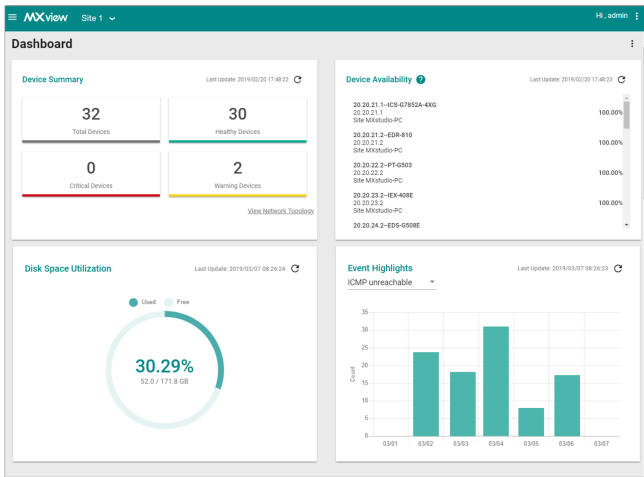 MXview Site 1 Hi , admin
Dashboard
Device Summary
Last Update: 2019/02/20 17:48:22
32
Total Devices
30
Healthy Devices
0
Critical Devices
2
Warning Devices
View Network Topology
Device Availability ?
Last Update: 2019/02/20 17:48:23
20.20.21.1--ICS-G7852A-4XG
20.20.21.1 100.00%
Site MXstudio-PC
20.20.21.2--EDR-810
20.20.21.2 100.00%
Site MXstudio-PC
20.20.22.2--PT-G503
20.20.22.2 100.00%
Site MXstudio-PC
20.20.23.2--IEX-408E
20.20.23.2 100.00%
Site MXstudio-PC
20.20.24.2--EDS-G508E
Disk Space Utilization
Last Update: 2019/03/07 08:26:24
Used Free
30.29%
52.0 / 171.8 GB
Event Highlights
Last Update: 2019/03/07 08:26:23
ICMP unreachable
Count
35
30
25
20
15
10
5
0
03/01 03/02 03/03 03/04 03/05 03/06 03/07